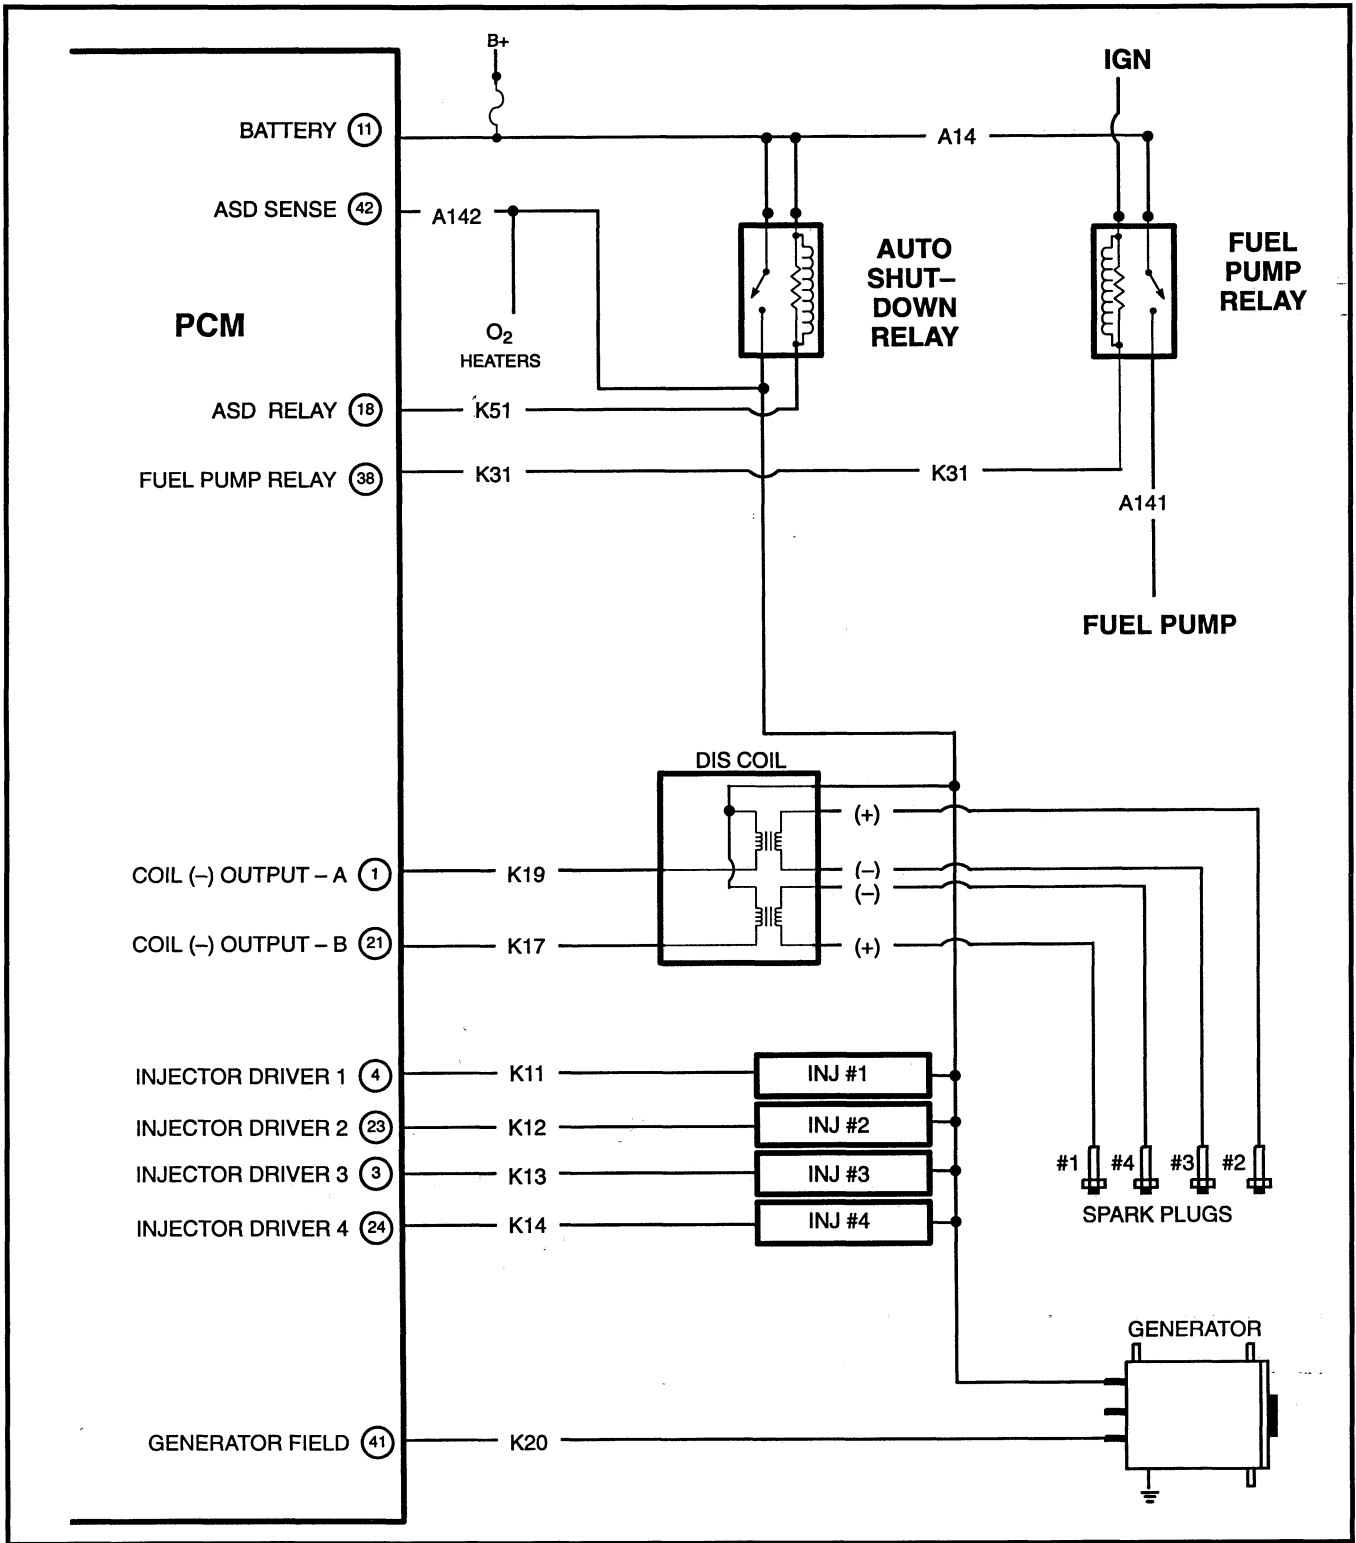 B+
IGN
BATTERY 11
A14
ASD SENSE 42
A142
AUTO
SHUT–
DOWN
RELAY
FUEL
PUMP
RELAY
PCM
O2
HEATERS
ASD RELAY 18
K51
FUEL PUMP RELAY 38
K31
K31
A141
FUEL PUMP
DIS COIL
(+)
COIL (–) OUTPUT – A 1
K19
(–)
(–)
COIL (–) OUTPUT – B 21
K17
(+)
INJECTOR DRIVER 1 4
K11
INJ #1
INJECTOR DRIVER 2 23
K12
INJ #2
INJECTOR DRIVER 3 3
K13
INJ #3
INJECTOR DRIVER 4 24
K14
INJ #4
#1 #4 #3 #2
SPARK PLUGS
GENERATOR
GENERATOR FIELD 41
K20